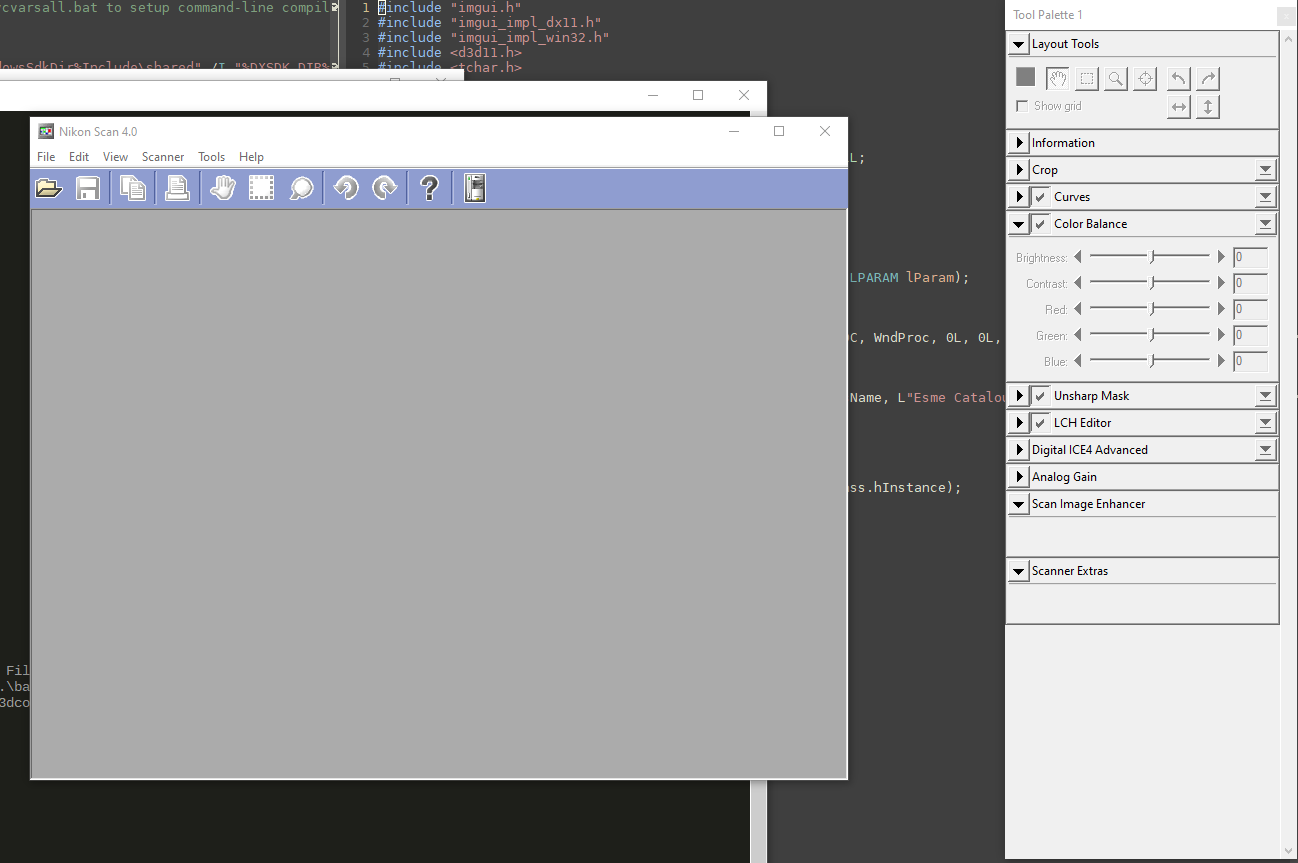 cvarsall.bat to setup command-line compil
owsSdkDir%Include\shared" /I "%DXSDK_DIR%
1 #include "imgui.h"
2 #include "imgui_impl_dx11.h"
3 #include "imgui_impl_win32.h"
4 #include <d3d11.h>
5 #include <tchar.h>
Nikon Scan 4.0
File Edit View Scanner Tools Help
L;
LPARAM lParam);
C, WndProc, 0L, 0L,
Name, L"Esme Catalou
ss.hInstance);
Fil
.\ba
3dco
Tool Palette 1
Layout Tools
Show grid
Information
Crop
Curves
Color Balance
Brightness: 0
Contrast: 0
Red: 0
Green: 0
Blue: 0
Unsharp Mask
LCH Editor
Digital ICE4 Advanced
Analog Gain
Scan Image Enhancer
Scanner Extras